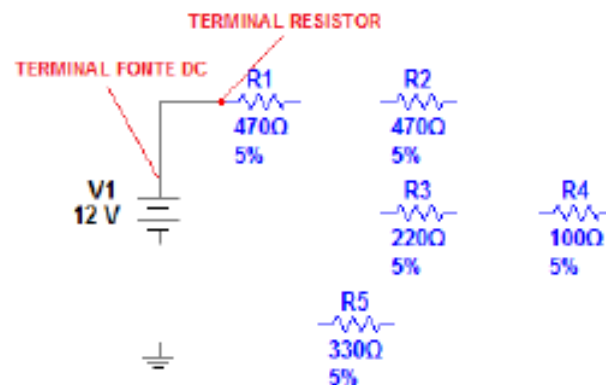 TERMINAL RESISTOR
TERMINAL FONTE DC
R1
470Ω
5%
R2
470Ω
5%
V1
12 V
R3
220Ω
5%
R4
100Ω
5%
R5
330Ω
5%